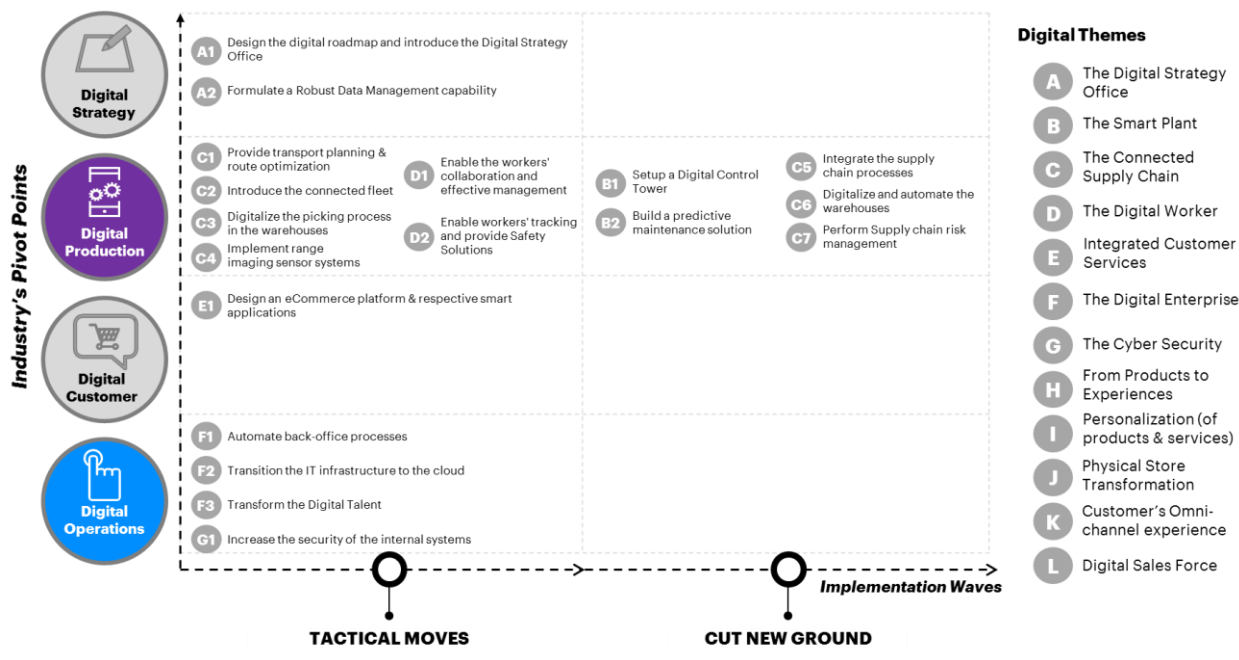 Industry's Pivot Points
Digital
Strategy
A1 Design the digital roadmap and introduce the Digital Strategy
Office
A2 Formulate a Robust Data Management capability
Digital
Production
C1 Provide transport planning &
route optimization
C2 Introduce the connected fleet
C3 Digitalize the picking process
in the warehouses
C4 Implement range
imaging sensor systems
D1 Enable the workers'
collaboration and
effective management
D2 Enable workers' tracking
and provide Safety
Solutions
B1 Setup a Digital Control
Tower
B2 Build a predictive
maintenance solution
C5 Integrate the supply
chain processes
C6 Digitalize and automate the
warehouses
C7 Perform Supply chain risk
management
Digital
Customer
E1 Design an eCommerce platform & respective smart
applications
Digital
Operations
F1 Automate back-office processes
F2 Transition the IT infrastructure to the cloud
F3 Transform the Digital Talent
G1 Increase the security of the internal systems
Implementation Waves
TACTICAL MOVES
CUT NEW GROUND
Digital Themes
A The Digital Strategy
Office
B The Smart Plant
C The Connected
Supply Chain
D The Digital Worker
E Integrated Customer
Services
F The Digital Enterprise
G The Cyber Security
H From Products to
Experiences
I Personalization (of
products & services)
J Physical Store
Transformation
K Customer's Omni-
channel experience
L Digital Sales Force